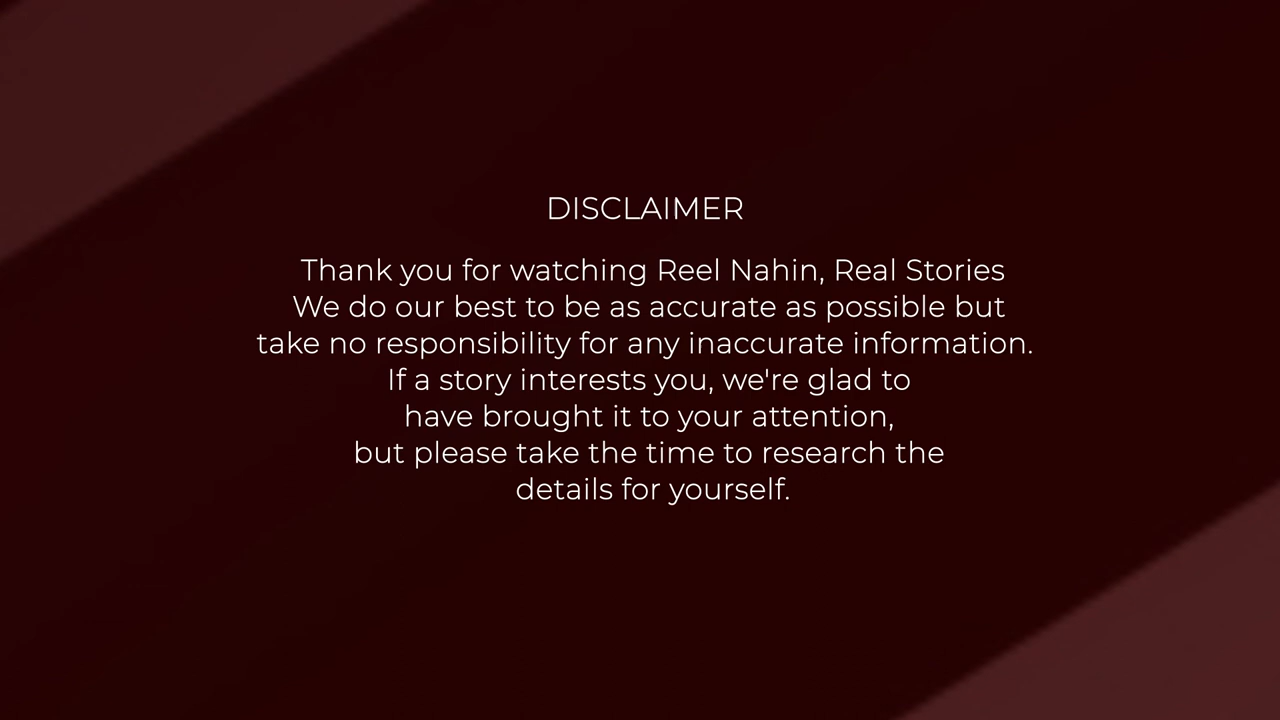 DISCLAIMER
Thank you for watching Reel Nahin, Real Stories
We do our best to be as accurate as possible but
take no responsibility for any inaccurate information.
If a story interests you, we're glad to
have brought it to your attention,
but please take the time to research the
details for yourself.